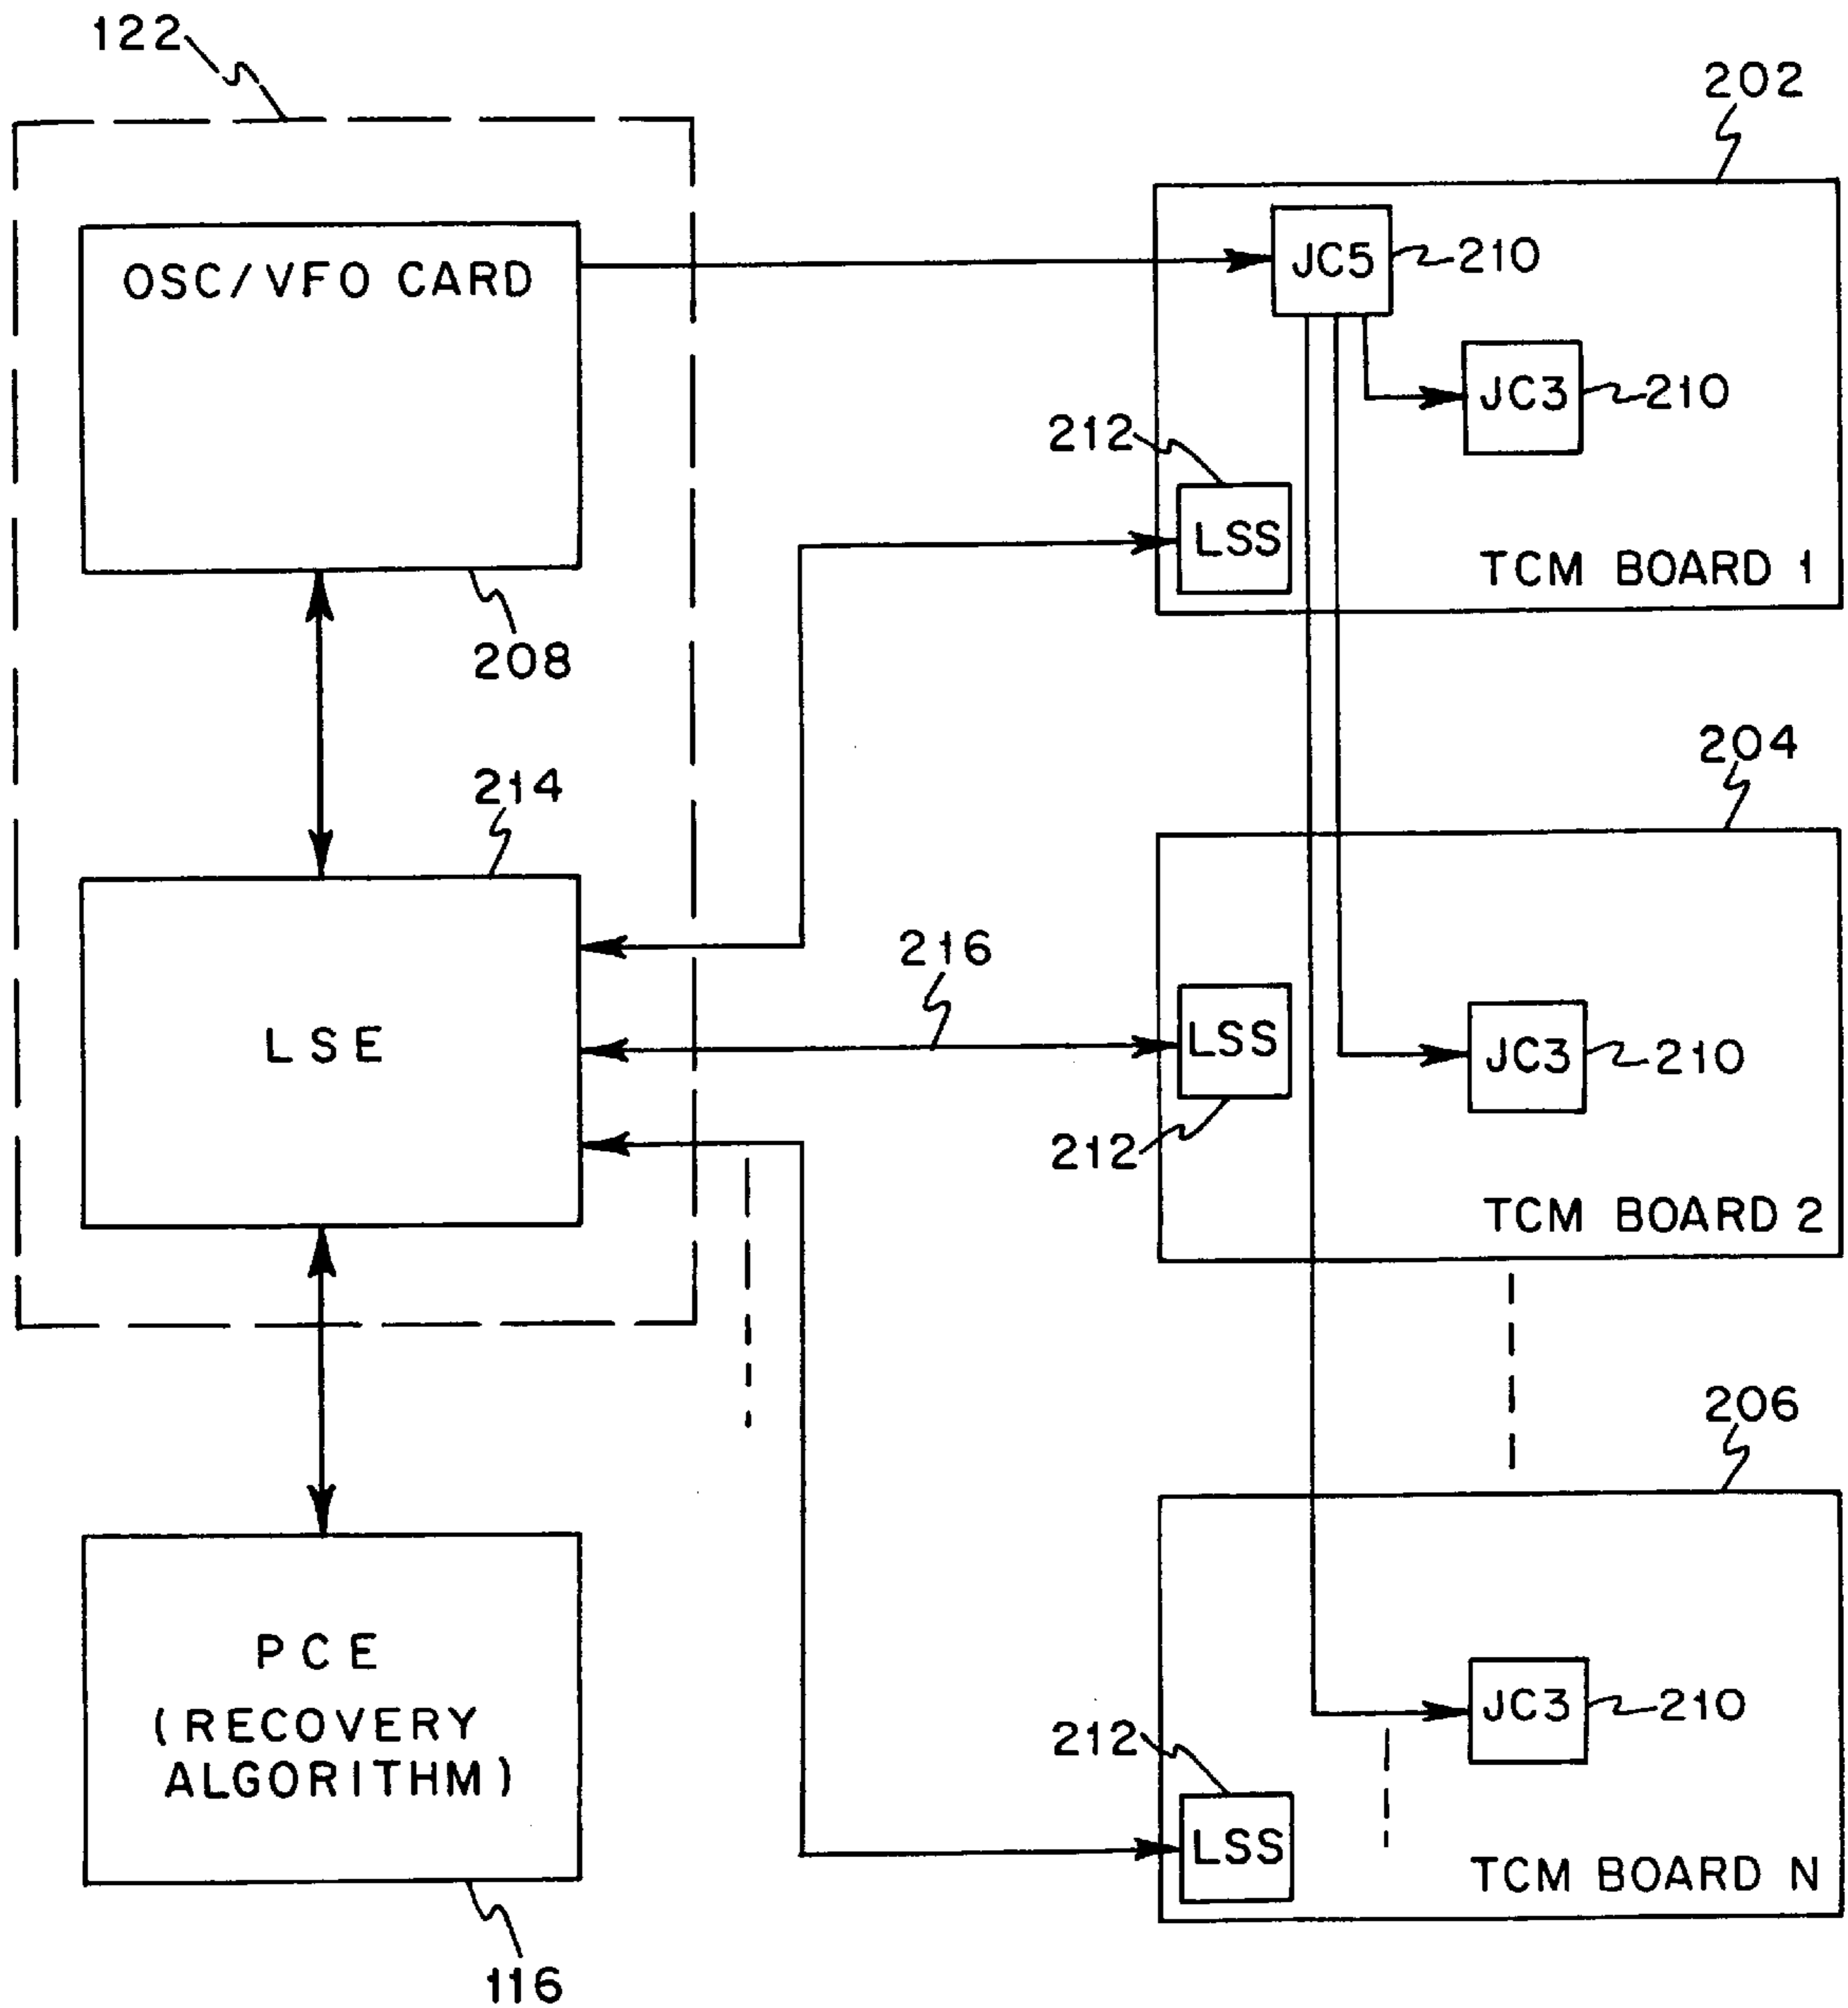 122
202
OSC/VFO CARD
JC5
210
JC3
210
212
LSS
TCM BOARD 1
208
204
214
216
LSE
LSS
JC3
210
212
TCM BOARD 2
206
PCE
(RECOVERY
ALGORITHM)
JC3
210
212
LSS
TCM BOARD N
116